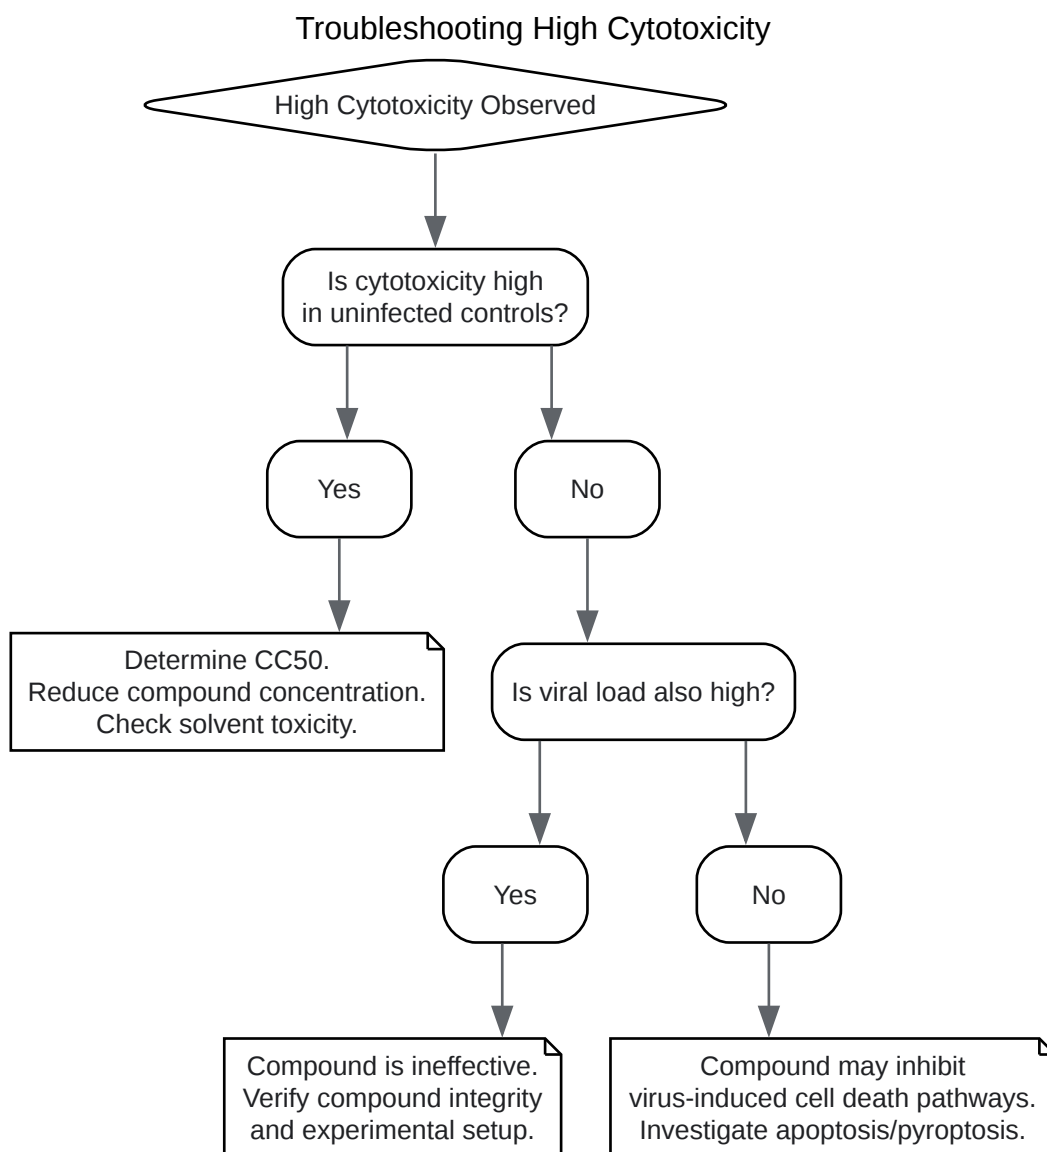 Troubleshooting High Cytotoxicity
High Cytotoxicity Observed
Is cytotoxicity high
in uninfected controls?
Yes
No
Determine CC50.
Reduce compound concentration.
Check solvent toxicity.
Is viral load also high?
Yes
No
Compound is ineffective.
Verify compound integrity
and experimental setup.
Compound may inhibit
virus-induced cell death pathways.
Investigate apoptosis/pyroptosis.